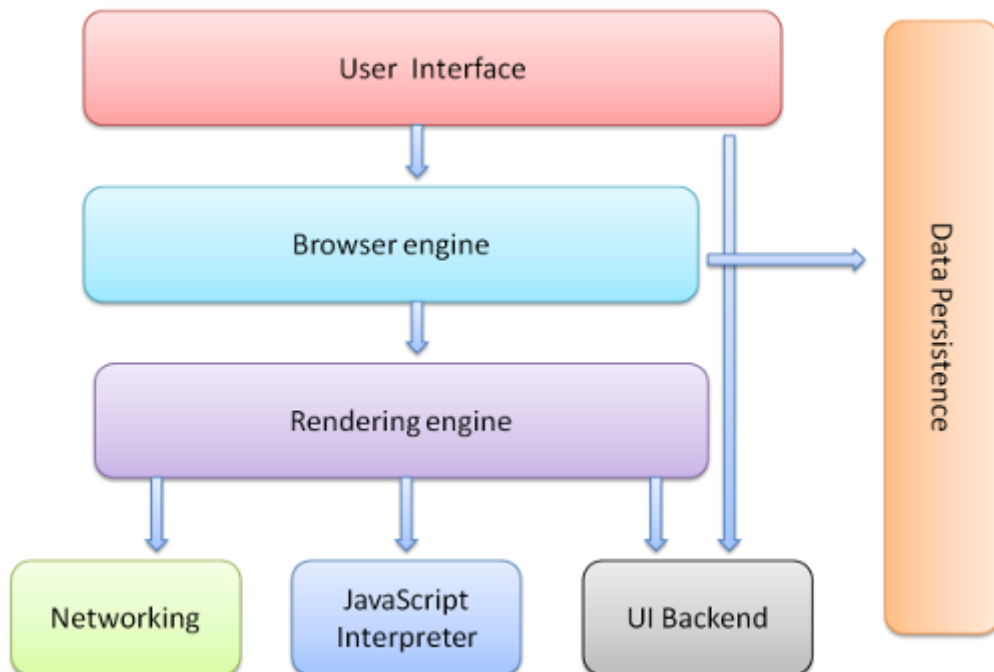 User Interface
Browser engine
Data Persistence
Rendering engine
Networking
JavaScript
Interpreter
UI Backend